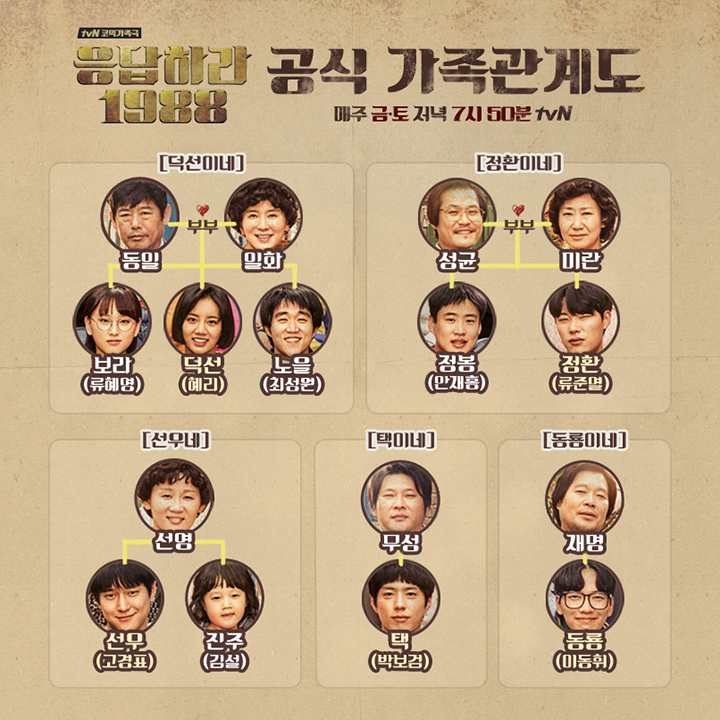 tvN 코믹가족극
응답하라
1988
공식 가족관계도
매주 금·토 저녁 7시 50분 tvN
[덕선이네]
부부
동일
일화
보라
(류혜영)
덕선
(혜리)
노을
(최성원)
[정환이네]
부부
성균
미란
정봉
(안재홍)
정환
(류준열)
[선우네]
선영
선우
(고경표)
진주
(김설)
[택이네]
무성
택
(박보검)
[동룡이네]
재명
동룡
(이동휘)